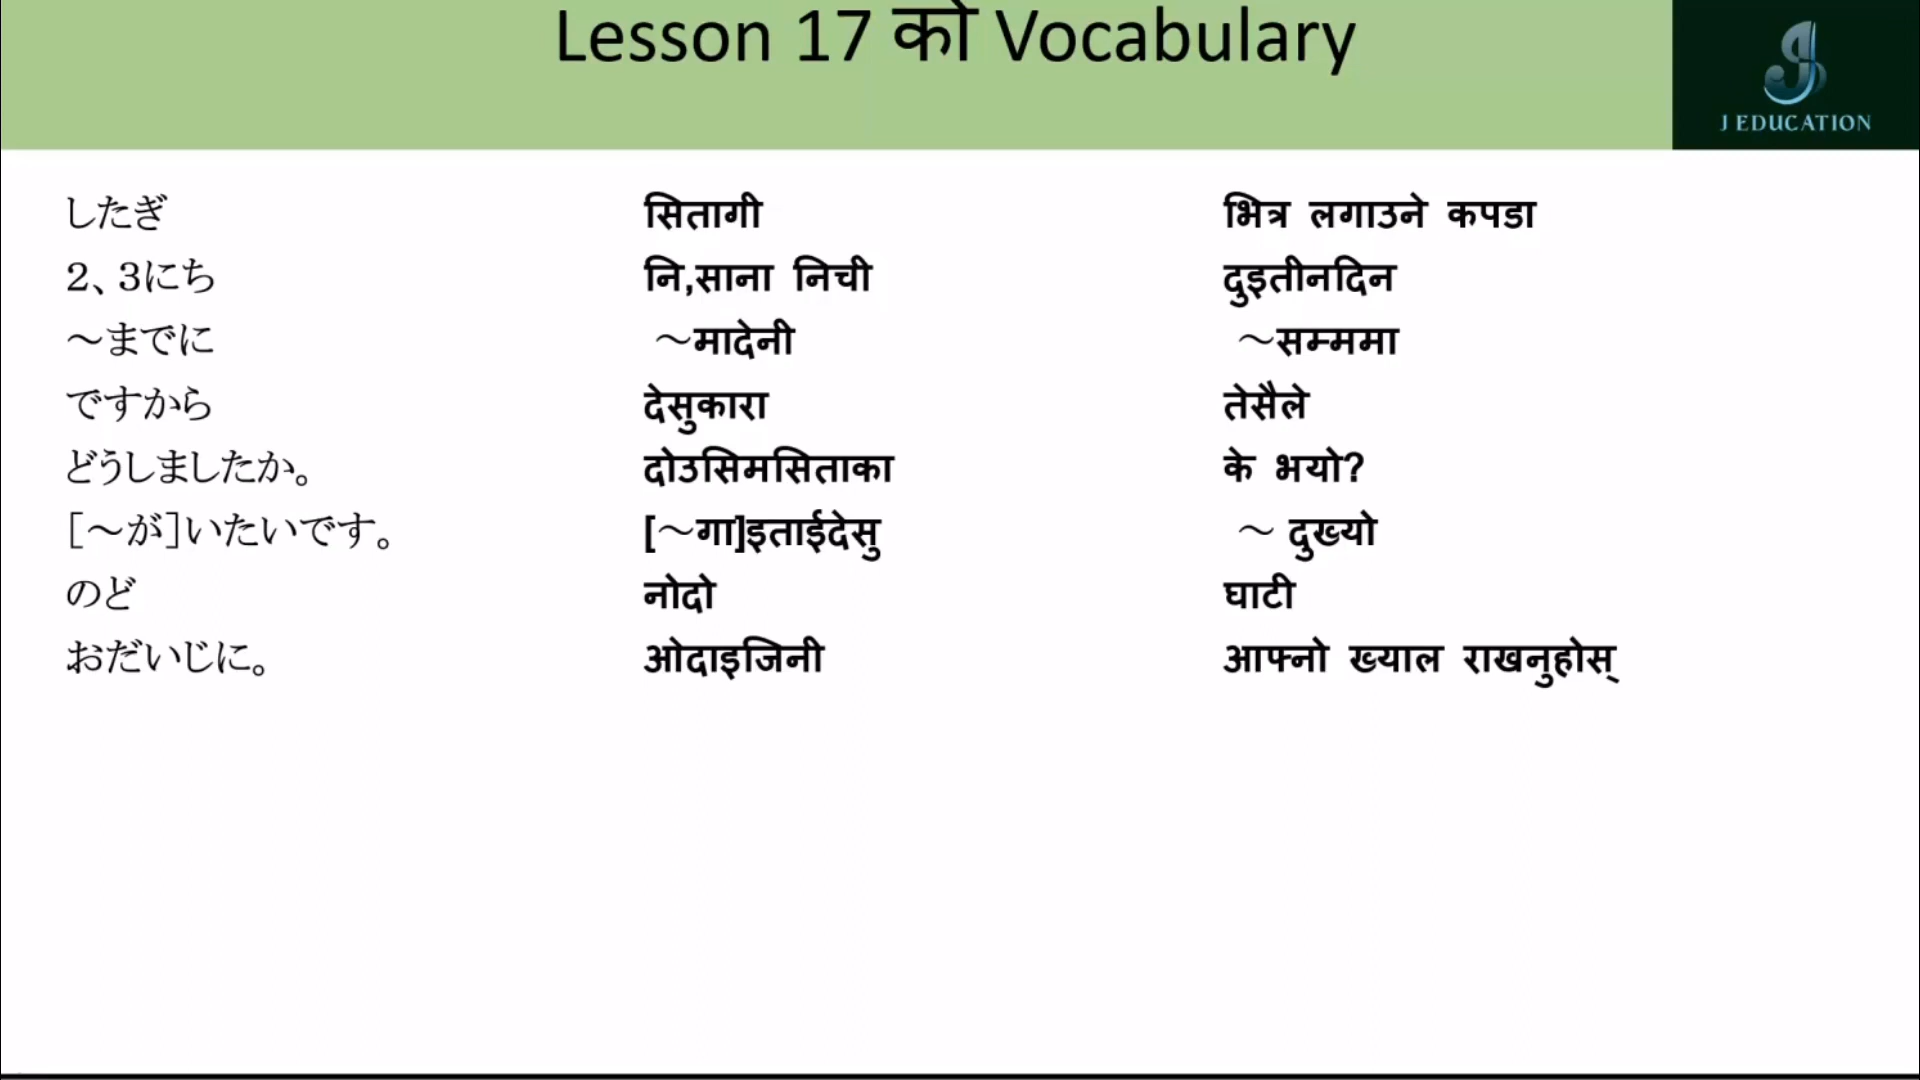 Lesson 17 को Vocabulary
J EDUCATION
したぎ सितागी भित्र लगाउने कपडा
２、３にち नि,साना निची दुइतीनदिन
～までに ～मादेनी ～सम्ममा
ですから देसुकारा तेसैले
どうしましたか。 दोउसिमसिताका के भयो?
［～が］いたいです。 [～गा]इताईदेसु ～ दुख्यो
のど नोदो घाटी
おだいじに。 ओदाइजिनी आफ्नो ख्याल राखनुहोस्